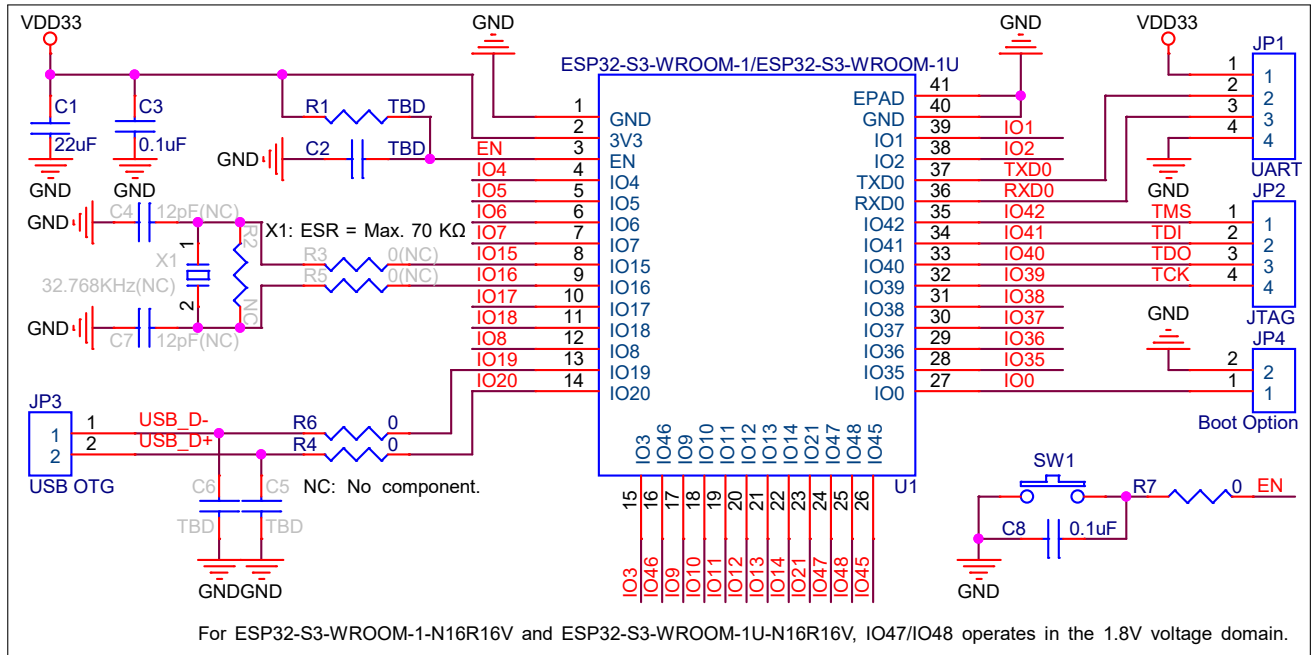 VDD33
GND
GND
VDD33
JP1
ESP32-S3-WROOM-1/ESP32-S3-WROOM-1U
C1
22uF
GND
C3
0.1uF
GND
R1
TBD
GND
C2
TBD
1
2
3
4
5
6
7
8
9
10
11
12
13
14
EN
IO4
IO5
IO6
IO7
IO15
IO16
IO17
IO18
IO8
IO19
IO20
GND
3V3
EN
IO4
IO5
IO6
IO7
IO15
IO16
IO17
IO18
IO8
IO19
IO20
EPAD
GND
IO1
IO2
TXD0
RXD0
IO42
IO41
IO40
IO39
IO38
IO37
IO36
IO35
IO0
41
40
39
38
37
36
35
34
33
32
31
30
29
28
27
IO1
IO2
TXD0
RXD0
IO42
IO41
IO40
IO39
IO38
IO37
IO36
IO35
IO0
1
2
3
4
1
2
3
4
GND
UART
JP2
TMS
TDI
TDO
TCK
1
2
3
4
1
2
3
4
JTAG
GND
JP4
2
1
2
1
Boot Option
GND
C4
12pF(NC)
X1
1
2
32.768KHz(NC)
R2
NC
GND
C7
12pF(NC)
X1: ESR = Max. 70 KΩ
R3
0(NC)
R5
0(NC)
JP3
1
2
1
2
USB OTG
USB_D-
USB_D+
R6
0
R4
0
C6
TBD
C5
TBD
GND
GND
NC: No component.
IO3
IO46
IO9
IO10
IO11
IO12
IO13
IO14
IO21
IO47
IO48
IO45
U1
15
16
17
18
19
20
21
22
23
24
25
26
IO3
IO46
IO9
IO10
IO11
IO12
IO13
IO14
IO21
IO47
IO48
IO45
SW1
R7
0
EN
C8
0.1uF
GND
For ESP32-S3-WROOM-1-N16R16V and ESP32-S3-WROOM-1U-N16R16V, IO47/IO48 operates in the 1.8V voltage domain.